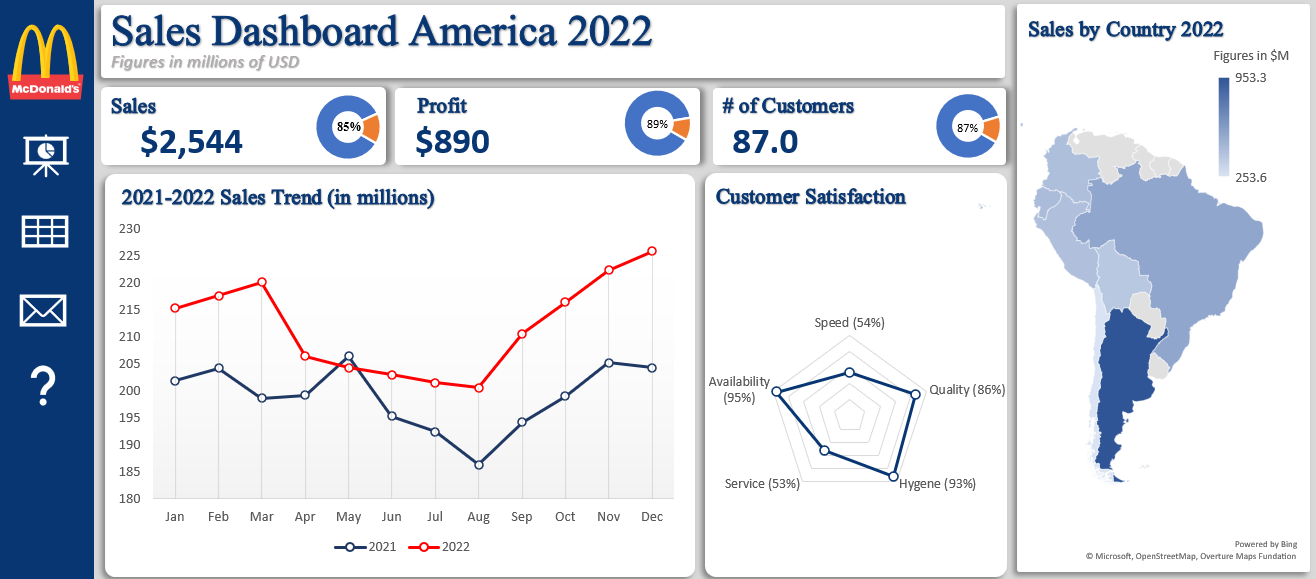 McDonald's
Sales Dashboard America 2022
Figures in millions of USD
Sales
$2,544
85%
Profit
$890
89%
# of Customers
87.0
87%
2021-2022 Sales Trend (in millions)
230
225
220
215
210
205
200
195
190
185
180
Jan Feb Mar Apr May Jun Jul Aug Sep Oct Nov Dec
2021 2022
Customer Satisfaction
Speed (54%)
Quality (86%)
Hygene (93%)
Service (53%)
Availability
(95%)
Sales by Country 2022
Figures in $M
953.3
253.6
Powered by Bing
© Microsoft, OpenStreetMap, Overture Maps Fundation